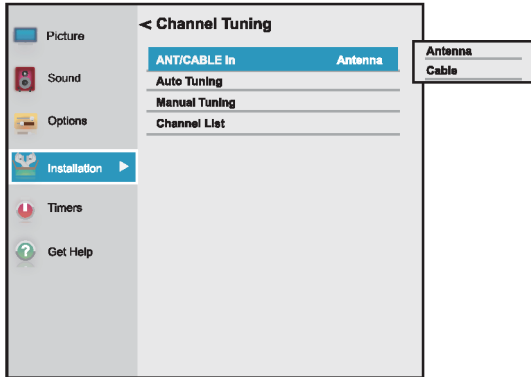 Picture
Sound
Options
Installation
Timers
Get Help
< Channel Tuning
ANT/CABLE In Antenna
Auto Tuning
Manual Tuning
Channel List
Antenna
Cable